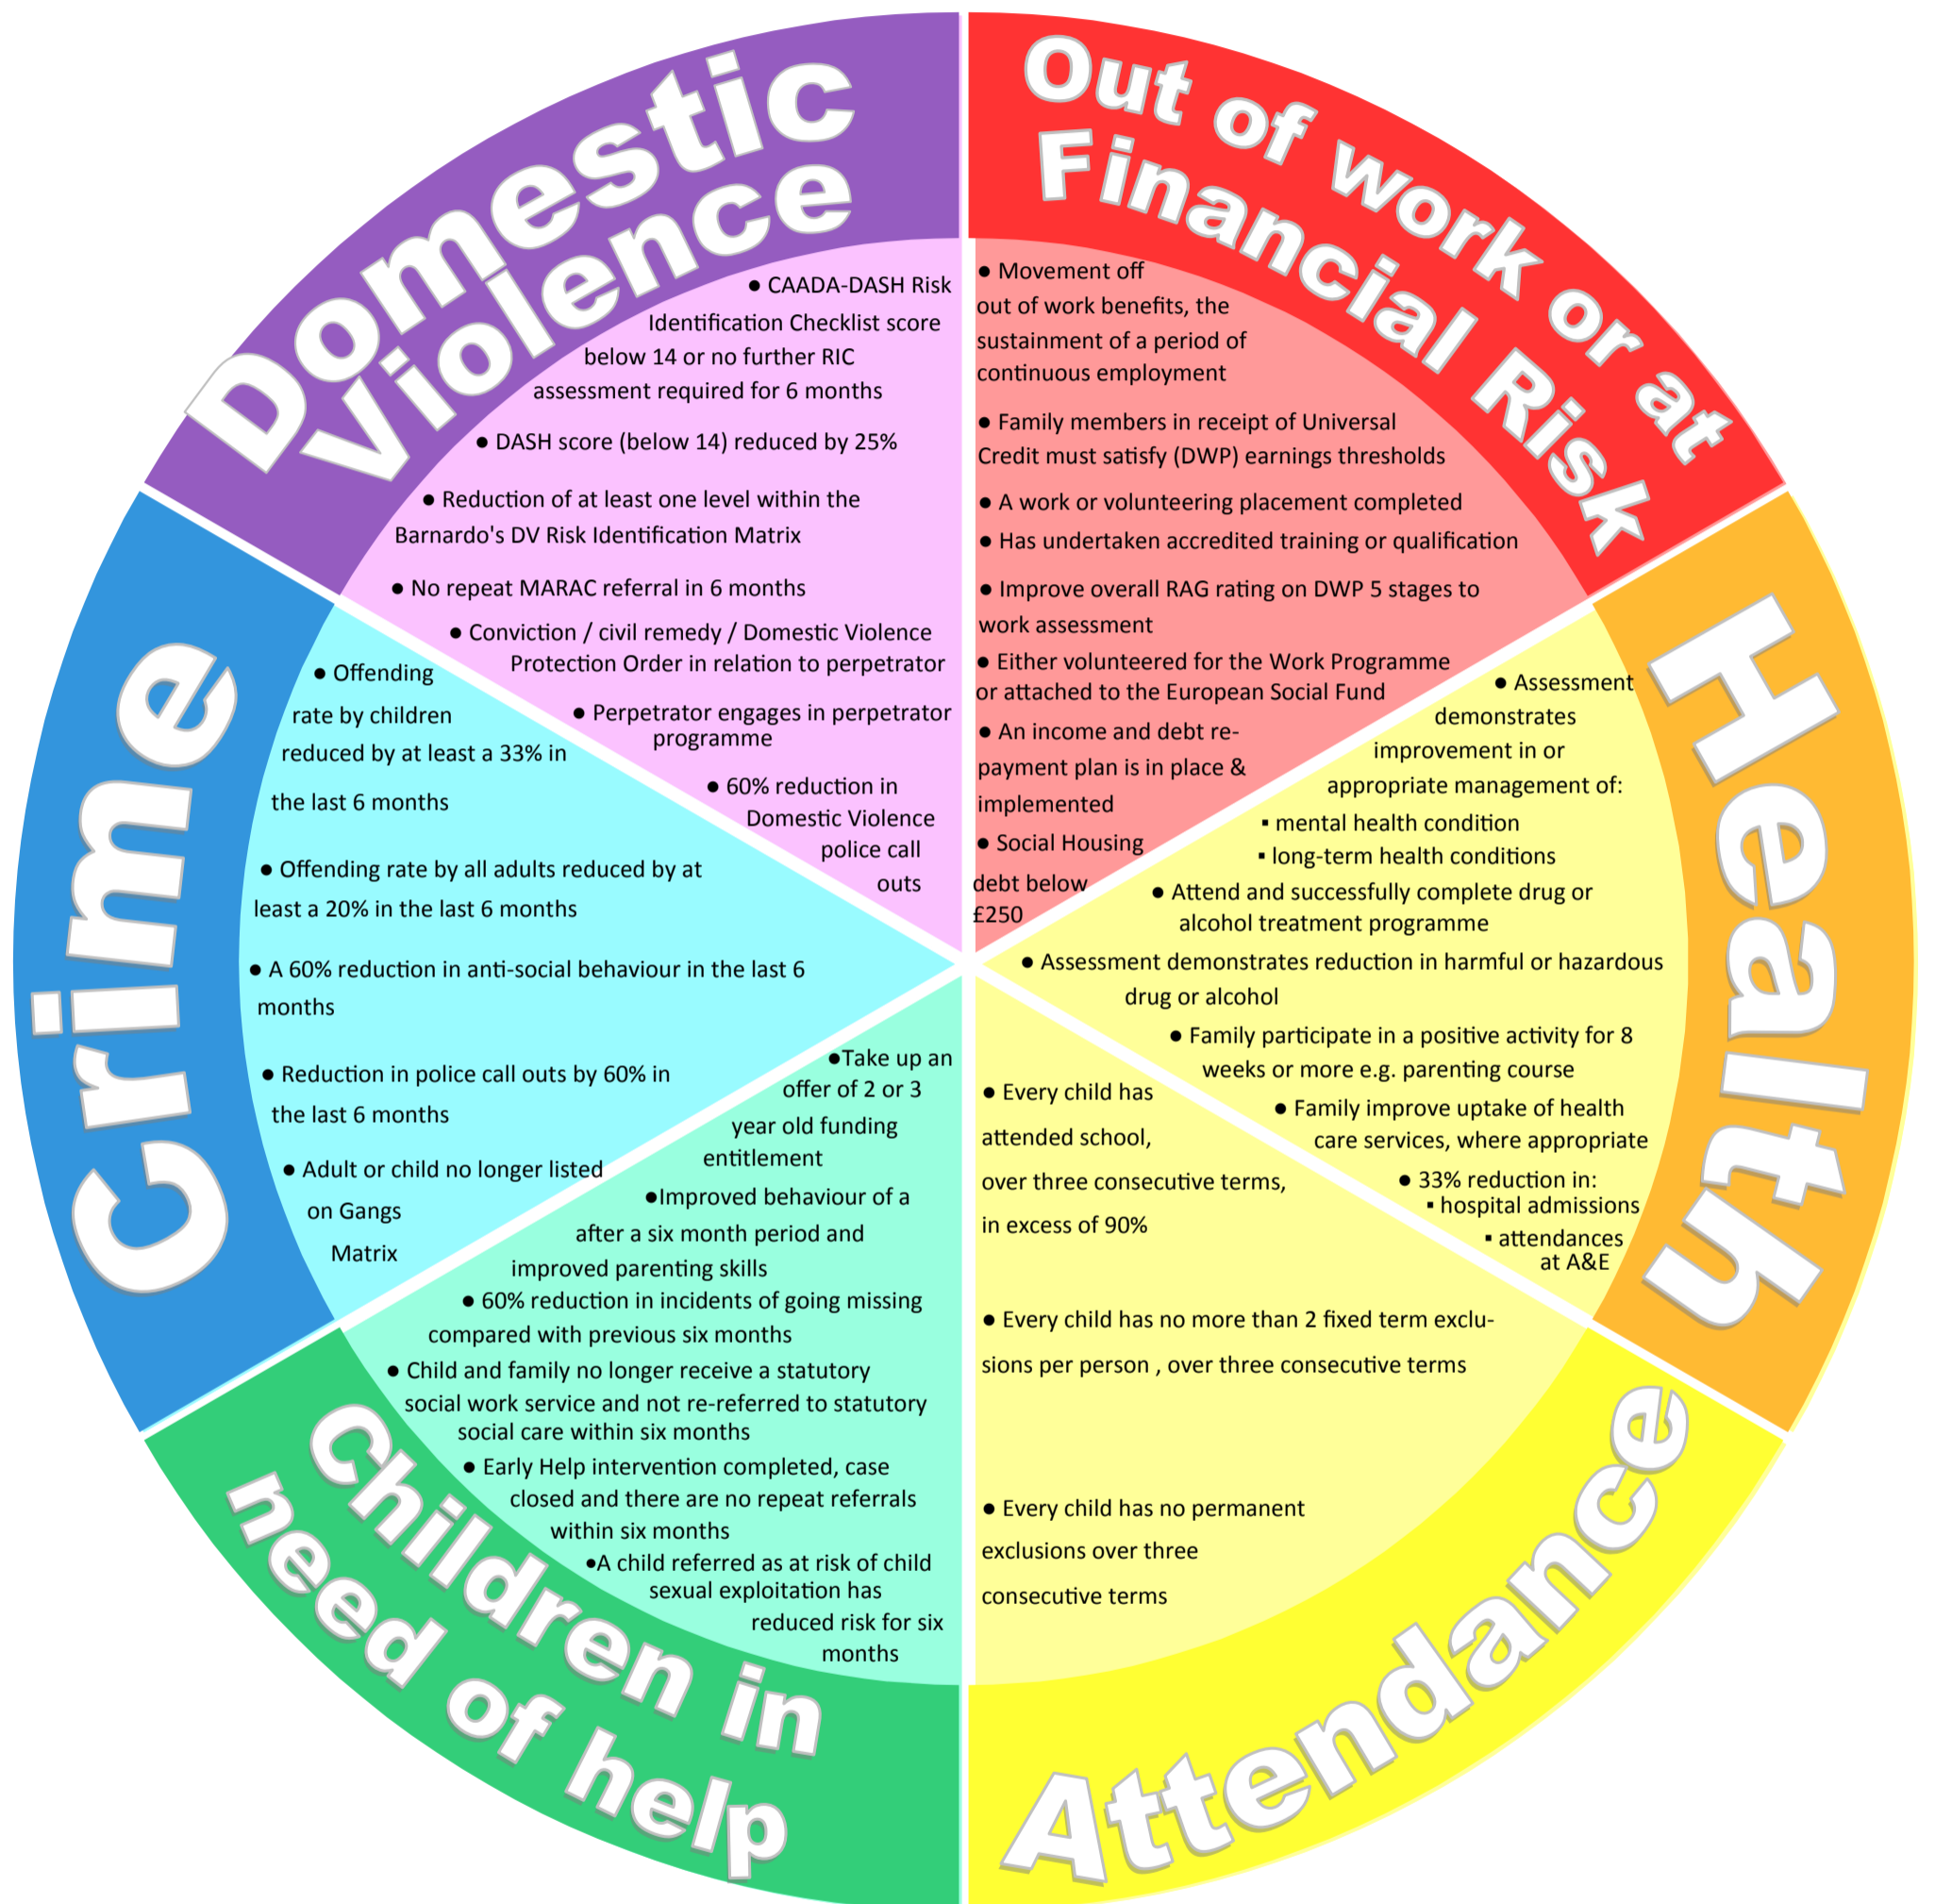 Domestic
Violence
● CAADA-DASH Risk
Identification Checklist score
below 14 or no further RIC
assessment required for 6 months
● DASH score (below 14) reduced by 25%
● Reduction of at least one level within the
Barnardo's DV Risk Identification Matrix
● No repeat MARAC referral in 6 months
● Conviction / civil remedy / Domestic Violence
Protection Order in relation to perpetrator
● Perpetrator engages in perpetrator
programme
● 60% reduction in
Domestic Violence
police call
outs
Out of work or at
Financial Risk
● Movement off
out of work benefits, the
sustainment of a period of
continuous employment
● Family members in receipt of Universal
Credit must satisfy (DWP) earnings thresholds
● A work or volunteering placement completed
● Has undertaken accredited training or qualification
● Improve overall RAG rating on DWP 5 stages to
work assessment
● Either volunteered for the Work Programme
or attached to the European Social Fund
● An income and debt re-
payment plan is in place &
implemented
● Social Housing
debt below
£250
Health
● Assessment
demonstrates
improvement in or
appropriate management of:
▪ mental health condition
▪ long-term health conditions
● Attend and successfully complete drug or
alcohol treatment programme
● Assessment demonstrates reduction in harmful or hazardous
drug or alcohol
● Family participate in a positive activity for 8
weeks or more e.g. parenting course
● Family improve uptake of health
care services, where appropriate
● 33% reduction in:
▪ hospital admissions
▪ attendances
at A&E
Attendance
● Every child has
attended school,
over three consecutive terms,
in excess of 90%
● Every child has no more than 2 fixed term exclu-
sions per person , over three consecutive terms
● Every child has no permanent
exclusions over three
consecutive terms
Children in
need of help
●Take up an
offer of 2 or 3
year old funding
entitlement
●Improved behaviour of a
after a six month period and
improved parenting skills
● 60% reduction in incidents of going missing
compared with previous six months
● Child and family no longer receive a statutory
social work service and not re-referred to statutory
social care within six months
● Early Help intervention completed, case
closed and there are no repeat referrals
within six months
●A child referred as at risk of child
sexual exploitation has
reduced risk for six
months
Crime
● Offending
rate by children
reduced by at least a 33% in
the last 6 months
● Offending rate by all adults reduced by at
least a 20% in the last 6 months
● A 60% reduction in anti-social behaviour in the last 6
months
● Reduction in police call outs by 60% in
the last 6 months
● Adult or child no longer listed
on Gangs
Matrix